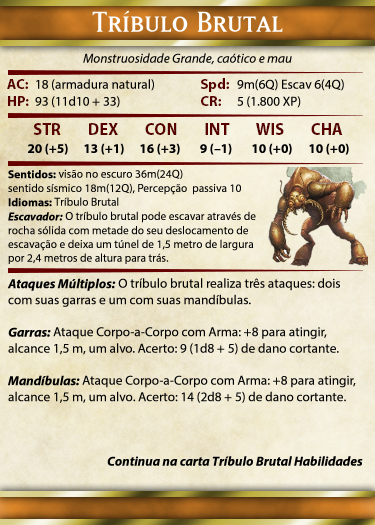 Tríbulo Brutal
Monstruosidade Grande, caótico e mau
AC: 18 (armadura natural) Spd: 9m(6Q) Escav 6(4Q)
HP: 93 (11d10 + 33) CR: 5 (1.800 XP)
STR DEX CON INT WIS CHA
20 (+5) 13 (+1) 16 (+3) 9 (–1) 10 (+0) 10 (+0)
Sentidos: visão no escuro 36m(24Q)
sentido sísmico 18m(12Q), Percepção passiva 10
Idiomas: Tríbulo Brutal
Escavador: O tríbulo brutal pode escavar através de
rocha sólida com metade do seu deslocamento de
escavação e deixa um túnel de 1,5 metro de largura
por 2,4 metros de altura para trás.
Ataques Múltiplos: O tríbulo brutal realiza três ataques: dois
com suas garras e um com suas mandíbulas.
Garras: Ataque Corpo-a-Corpo com Arma: +8 para atingir,
alcance 1,5 m, um alvo. Acerto: 9 (1d8 + 5) de dano cortante.
Mandíbulas: Ataque Corpo-a-Corpo com Arma: +8 para atingir,
alcance 1,5 m, um alvo. Acerto: 14 (2d8 + 5) de dano cortante.
Continua na carta Tríbulo Brutal Habilidades